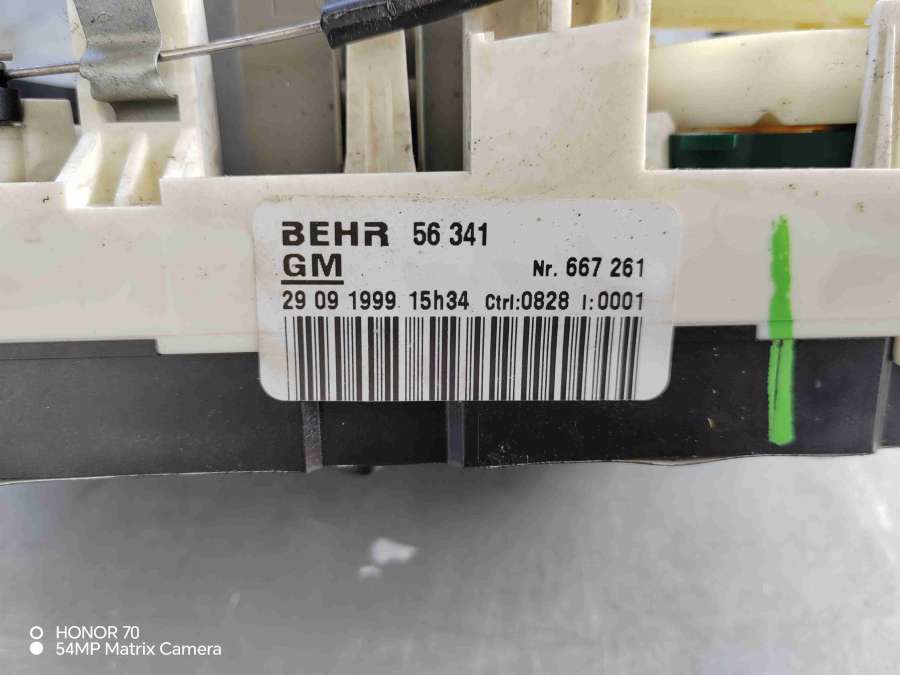 BEHR 56 341
GM Nr. 667 261
29 09 1999 15h34 Ctrl:0828 I:0001
HONOR 70
54MP Matrix Camera